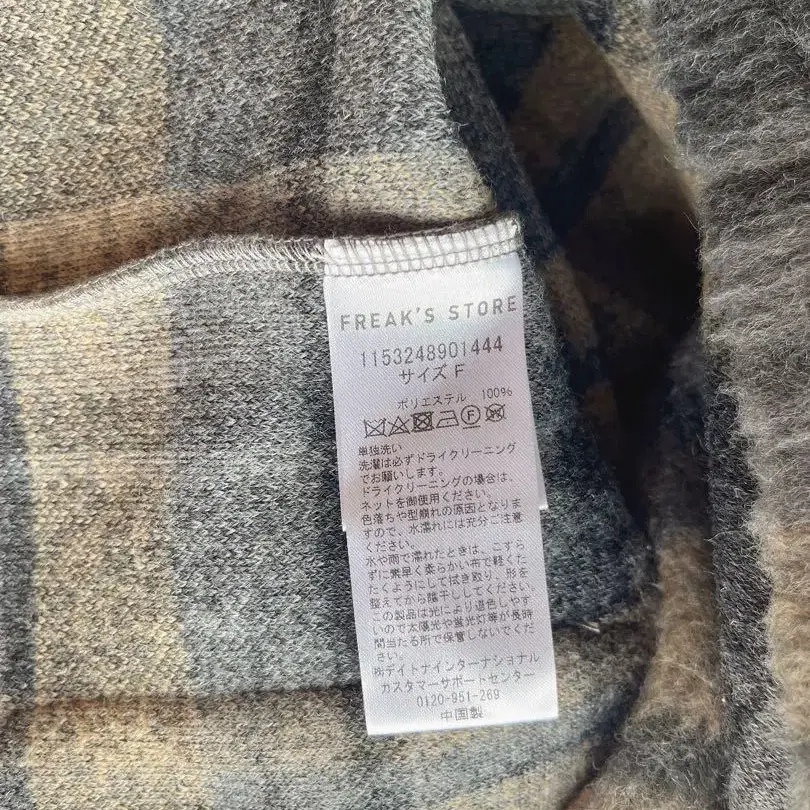 FREAK'S STORE
1153248901444
サイズ F
ポリエステル 100%
単独洗い
洗濯は必ずドライクリーニング
でお願いします。
ドライクリーニングの場合は、
ネットを御使用ください。
色落ちや型崩れの原因となりま
すので、水濡れには充分ご注意
ください。
水や雨で濡れたときは、こすら
ずに素早く柔らかい布で軽くた
たくようにして拭き取り、形を
整えてから陰干ししてください。
この製品は光により退色しやす
いので太陽光や蛍光灯等が長時
間当たる所で保管しないでくだ
さい。
㈱デイトナインターナショナル
カスタマーサポートセンター
0120-951-269
中国製